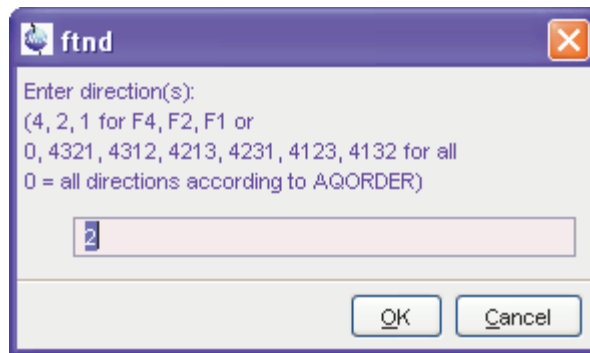 ftnd
Enter direction(s):
(4, 2, 1 for F4, F2, F1 or
0, 4321, 4312, 4213, 4231, 4123, 4132 for all
0 = all directions according to AQORDER)
2
OK Cancel